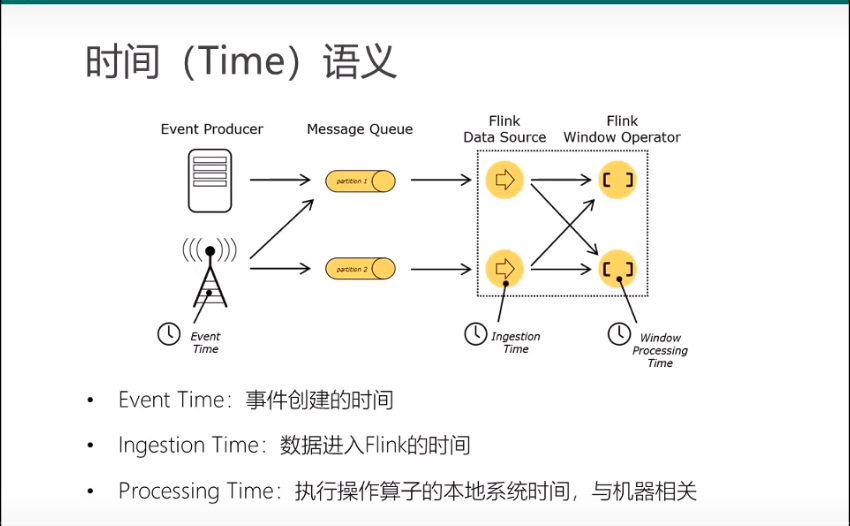 时间（Time）语义
Event Producer
Message Queue
Flink
Data Source
Flink
Window Operator
partition 1
partition 2
Event
Time
Ingestion
Time
Window
Processing
Time
• Event Time：事件创建的时间
• Ingestion Time：数据进入Flink的时间
• Processing Time：执行操作算子的本地系统时间，与机器相关